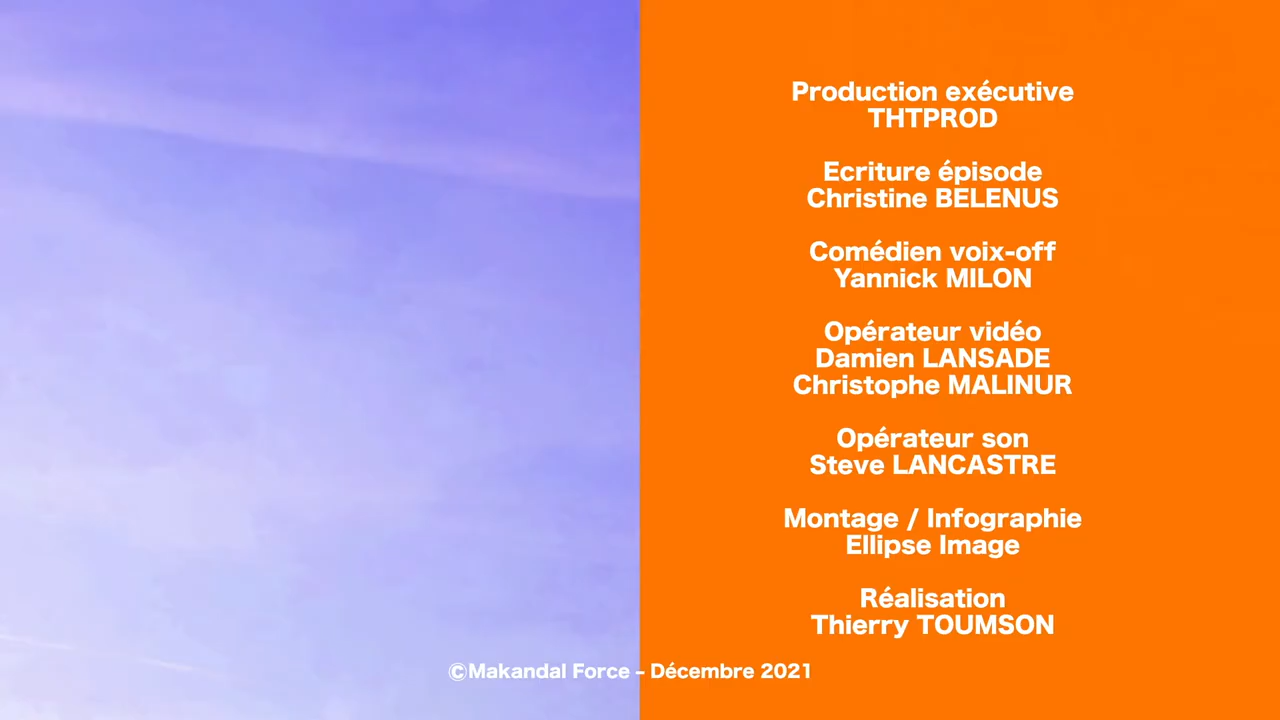 Production exécutive
THTPROD
Ecriture épisode
Christine BELENUS
Comédien voix-off
Yannick MILON
Opérateur vidéo
Damien LANSADE
Christophe MALINUR
Opérateur son
Steve LANCASTRE
Montage / Infographie
Ellipse Image
Réalisation
Thierry TOUMSON
©Makandal Force - Décembre 2021